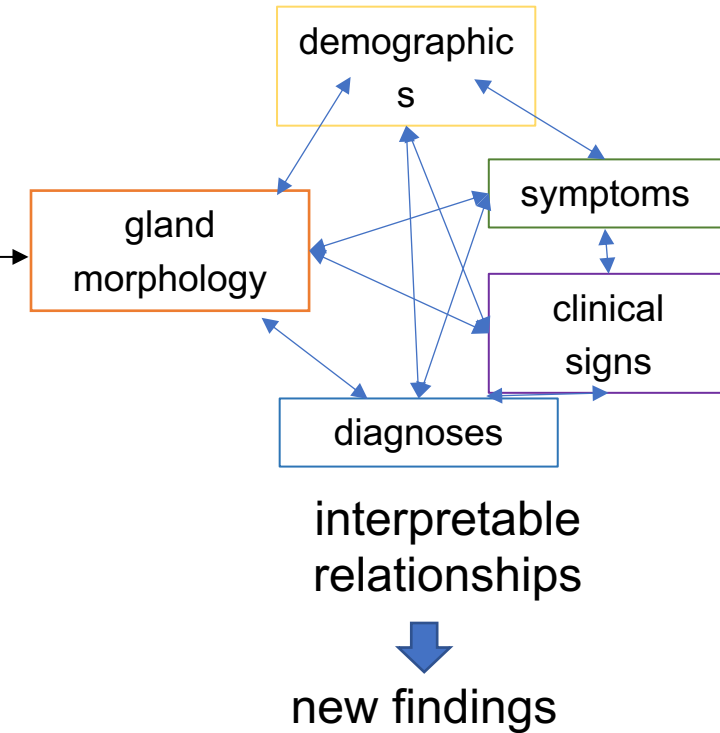 demographic
s
symptoms
gland
morphology
clinical
signs
diagnoses
interpretable
relationships
new findings